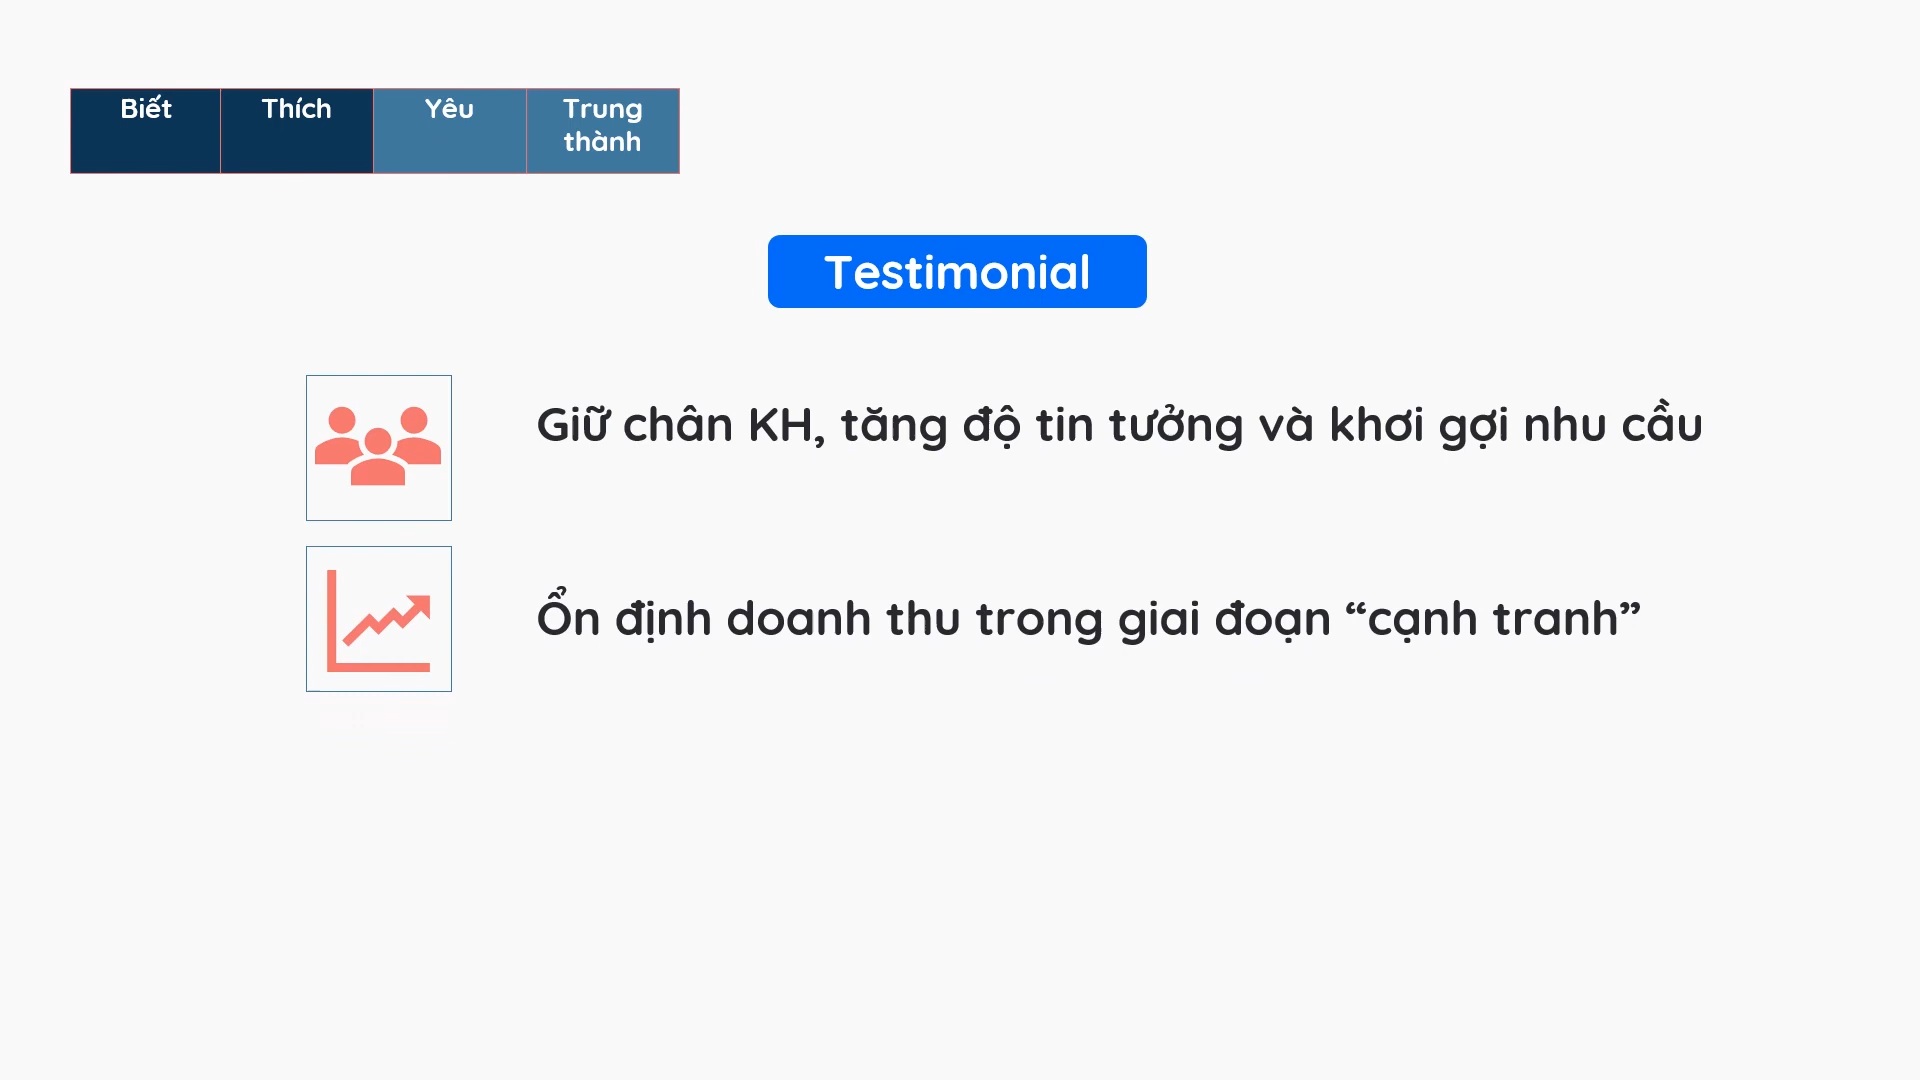 Biết
Thích
Yêu
Trung
thành
Testimonial
Giữ chân KH, tăng độ tin tưởng và khơi gợi nhu cầu
Ổn định doanh thu trong giai đoạn “cạnh tranh”